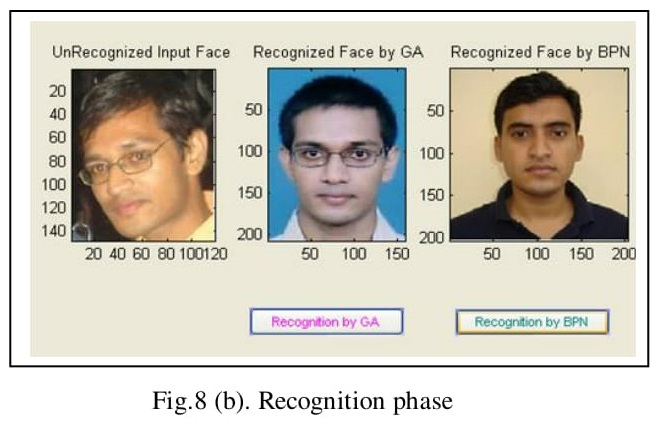 UnRecognized Input Face
Recognized Face by GA
Recognized Face by BPN
20
40
60
80
100
120
140
20 40 60 80 100120
50
100
150
200
50 100 150
50
100
150
200
50 100 150 200
Recognition by GA
Recognition by BPN
Fig.8 (b). Recognition phase